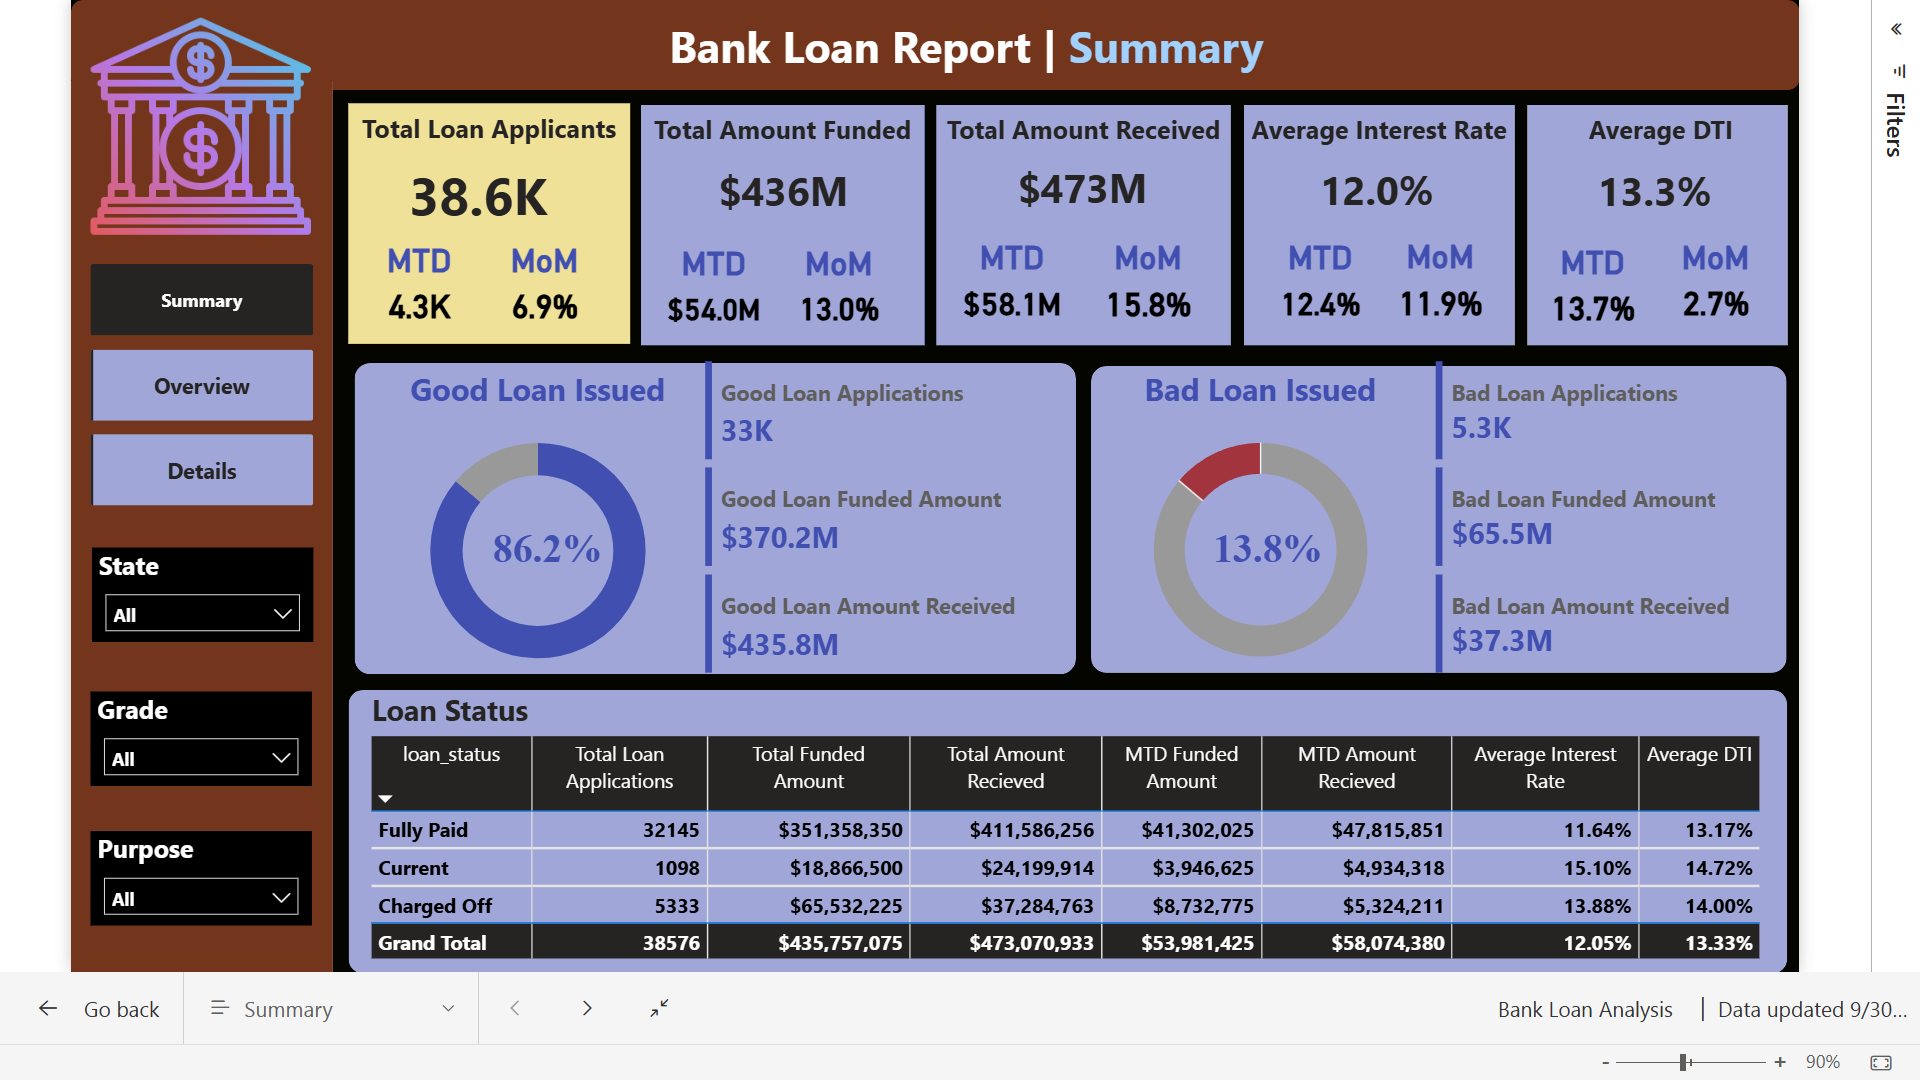 Bank Loan Report | Summary
$
$
Summary
Overview
Details
State
All
Grade
All
Purpose
All
Total Loan Applicants
38.6K
MTD MoM
4.3K 6.9%
Total Amount Funded
$436M
MTD MoM
$54.0M 13.0%
Total Amount Received
$473M
MTD MoM
$58.1M 15.8%
Average Interest Rate
12.0%
MTD MoM
12.4% 11.9%
Average DTI
13.3%
MTD MoM
13.7% 2.7%
Good Loan Issued
86.2%
Good Loan Applications
33K
Good Loan Funded Amount
$370.2M
Good Loan Amount Received
$435.8M
Bad Loan Issued
13.8%
Bad Loan Applications
5.3K
Bad Loan Funded Amount
$65.5M
Bad Loan Amount Received
$37.3M
Loan Status
loan_status Total Loan Applications Total Funded Amount Total Amount Recieved MTD Funded Amount MTD Amount Recieved Average Interest Rate Average DTI
Fully Paid 32145 $351,358,350 $411,586,256 $41,302,025 $47,815,851 11.64% 13.17%
Current 1098 $18,866,500 $24,199,914 $3,946,625 $4,934,318 15.10% 14.72%
Charged Off 5333 $65,532,225 $37,284,763 $8,732,775 $5,324,211 13.88% 14.00%
Grand Total 38576 $435,757,075 $473,070,933 $53,981,425 $58,074,380 12.05% 13.33%
Filters
Go back
Summary
Bank Loan Analysis | Data updated 9/30...
- + 90%